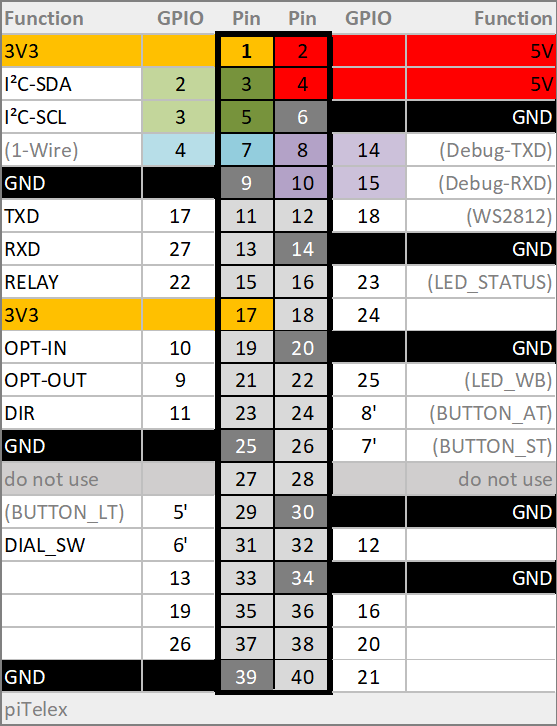 Function GPIO Pin Pin GPIO Function
3V3 1 2 5V
I²C-SDA 2 3 4 5V
I²C-SCL 3 5 6 GND
(1-Wire) 4 7 8 14 (Debug-TXD)
GND 9 10 15 (Debug-RXD)
TXD 17 11 12 18 (WS2812)
RXD 27 13 14 GND
RELAY 22 15 16 23 (LED_STATUS)
3V3 17 18 24
OPT-IN 10 19 20 GND
OPT-OUT 9 21 22 25 (LED_WB)
DIR 11 23 24 8' (BUTTON_AT)
GND 25 26 7' (BUTTON_ST)
do not use 27 28 do not use
(BUTTON_LT) 5' 29 30 GND
DIAL_SW 6' 31 32 12
13 33 34 GND
19 35 36 16
26 37 38 20
GND 39 40 21
piTelex